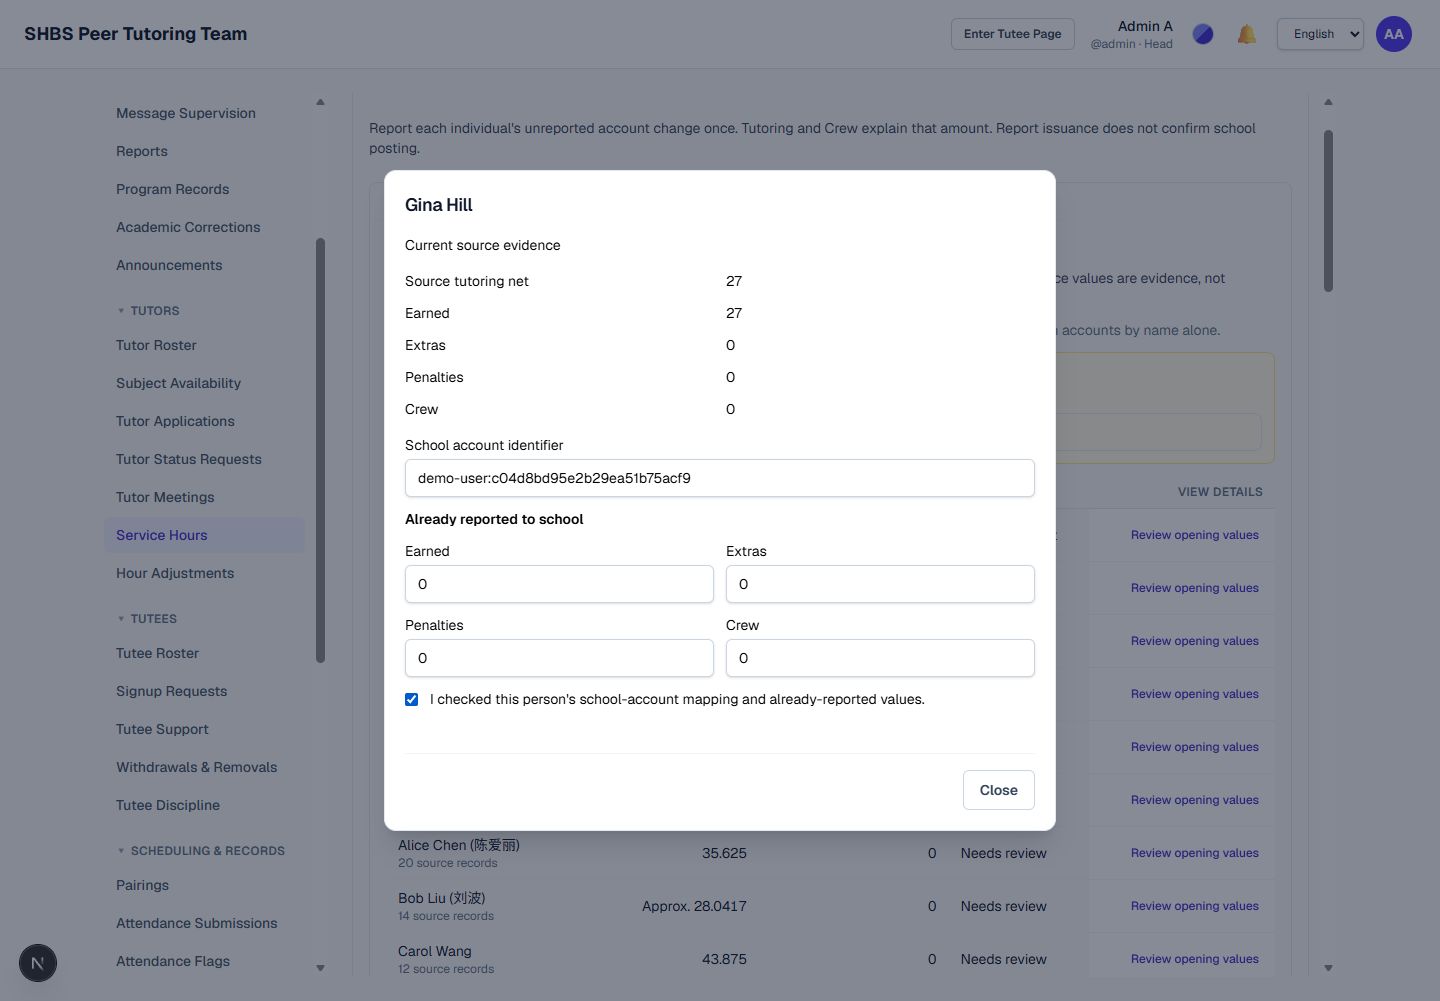 SHBS Peer Tutoring Team
Enter Tutee Page
Admin A
@admin · Head
English
AA
Message Supervision
Reports
Program Records
Academic Corrections
Announcements
TUTORS
Tutor Roster
Subject Availability
Tutor Applications
Tutor Status Requests
Tutor Meetings
Service Hours
Hour Adjustments
TUTEES
Tutee Roster
Signup Requests
Tutee Support
Withdrawals & Removals
Tutee Discipline
SCHEDULING & RECORDS
Pairings
Attendance Submissions
Attendance Flags
N
Report each individual's unreported account change once. Tutoring and Crew explain that amount. Report issuance does not confirm school
posting.
values are evidence, not
accounts by name alone.
VIEW DETAILS
Review opening values
Review opening values
Review opening values
Review opening values
Review opening values
Review opening values
Gina Hill
Current source evidence
Source tutoring net 27
Earned 27
Extras 0
Penalties 0
Crew 0
School account identifier
demo-user:c04d8bd95e2b29ea51b75acf9
Already reported to school
Earned Extras
0 0
Penalties Crew
0 0
I checked this person's school-account mapping and already-reported values.
Close
Alice Chen (陈爱丽) 35.625 0 Needs review Review opening values
20 source records
Bob Liu (刘波) Approx. 28.0417 0 Needs review Review opening values
14 source records
Carol Wang 43.875 0 Needs review Review opening values
12 source records